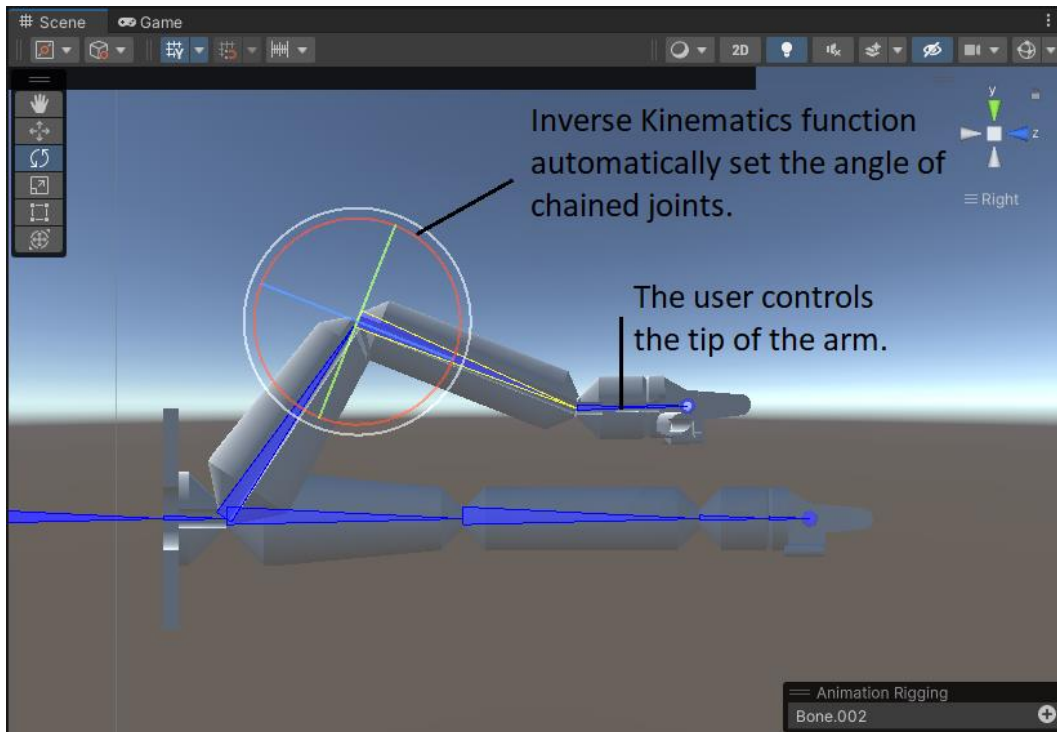 Scene
Game
2D
y
z
Right
Inverse Kinematics function
automatically set the angle of
chained joints.
The user controls
the tip of the arm.
Animation Rigging
Bone.002